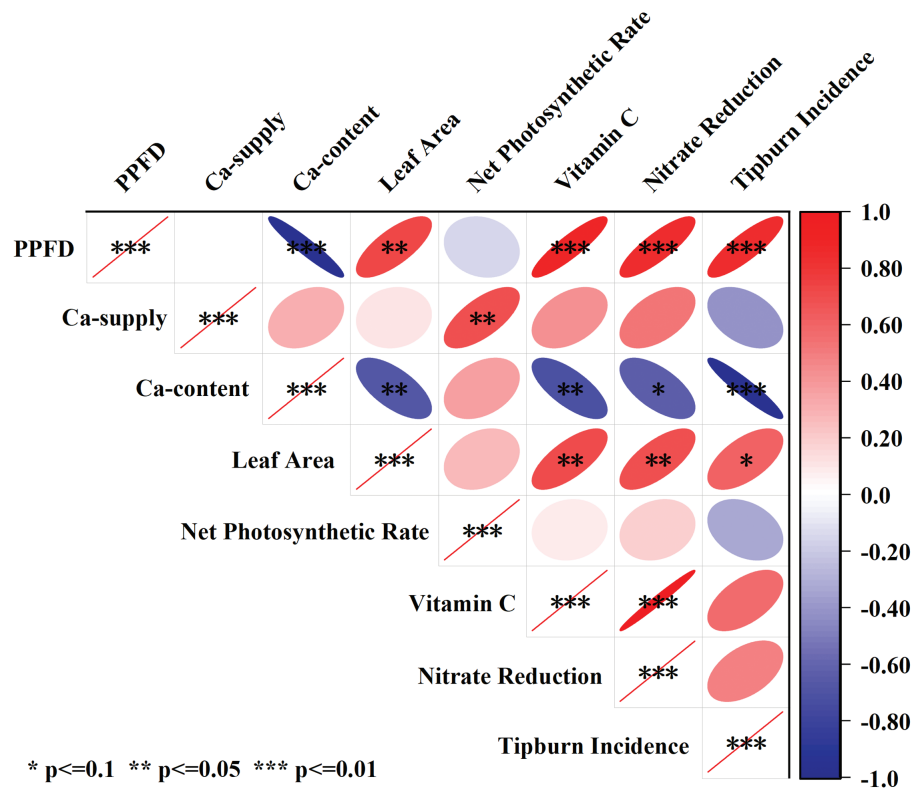 PPFD
Ca-supply
Ca-content
Leaf Area
Net Photosynthetic Rate
Vitamin C
Nitrate Reduction
Tipburn Incidence
PPFD *** *** ** *** *** ***
Ca-supply *** **
Ca-content *** ** ** * ***
Leaf Area *** ** ** *
Net Photosynthetic Rate ***
Vitamin C *** ***
Nitrate Reduction ***
Tipburn Incidence ***
* p<=0.1 ** p<=0.05 *** p<=0.01
1.0
0.80
0.60
0.40
0.20
0.0
-0.20
-0.40
-0.60
-0.80
-1.0